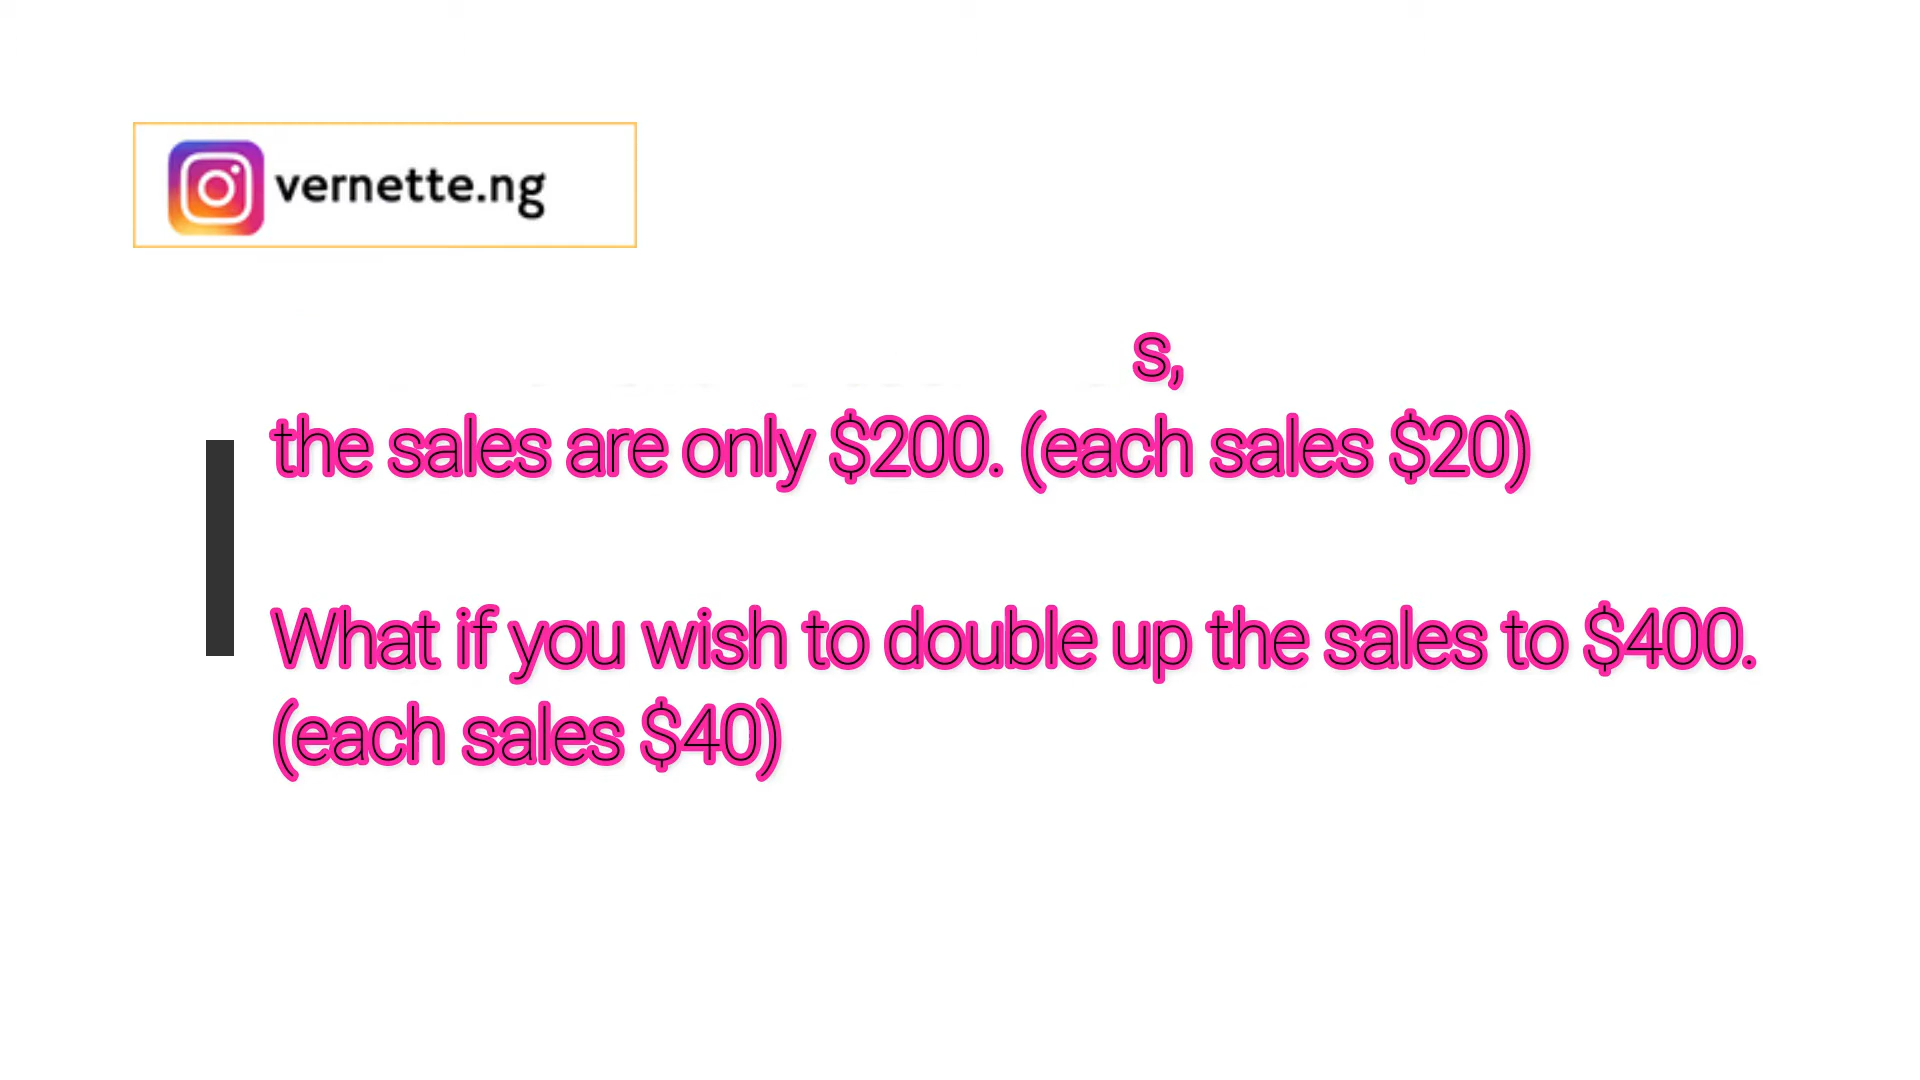 vernette.ng
s,
the sales are only $200. (each sales $20)
What if you wish to double up the sales to $400.
(each sales $40)